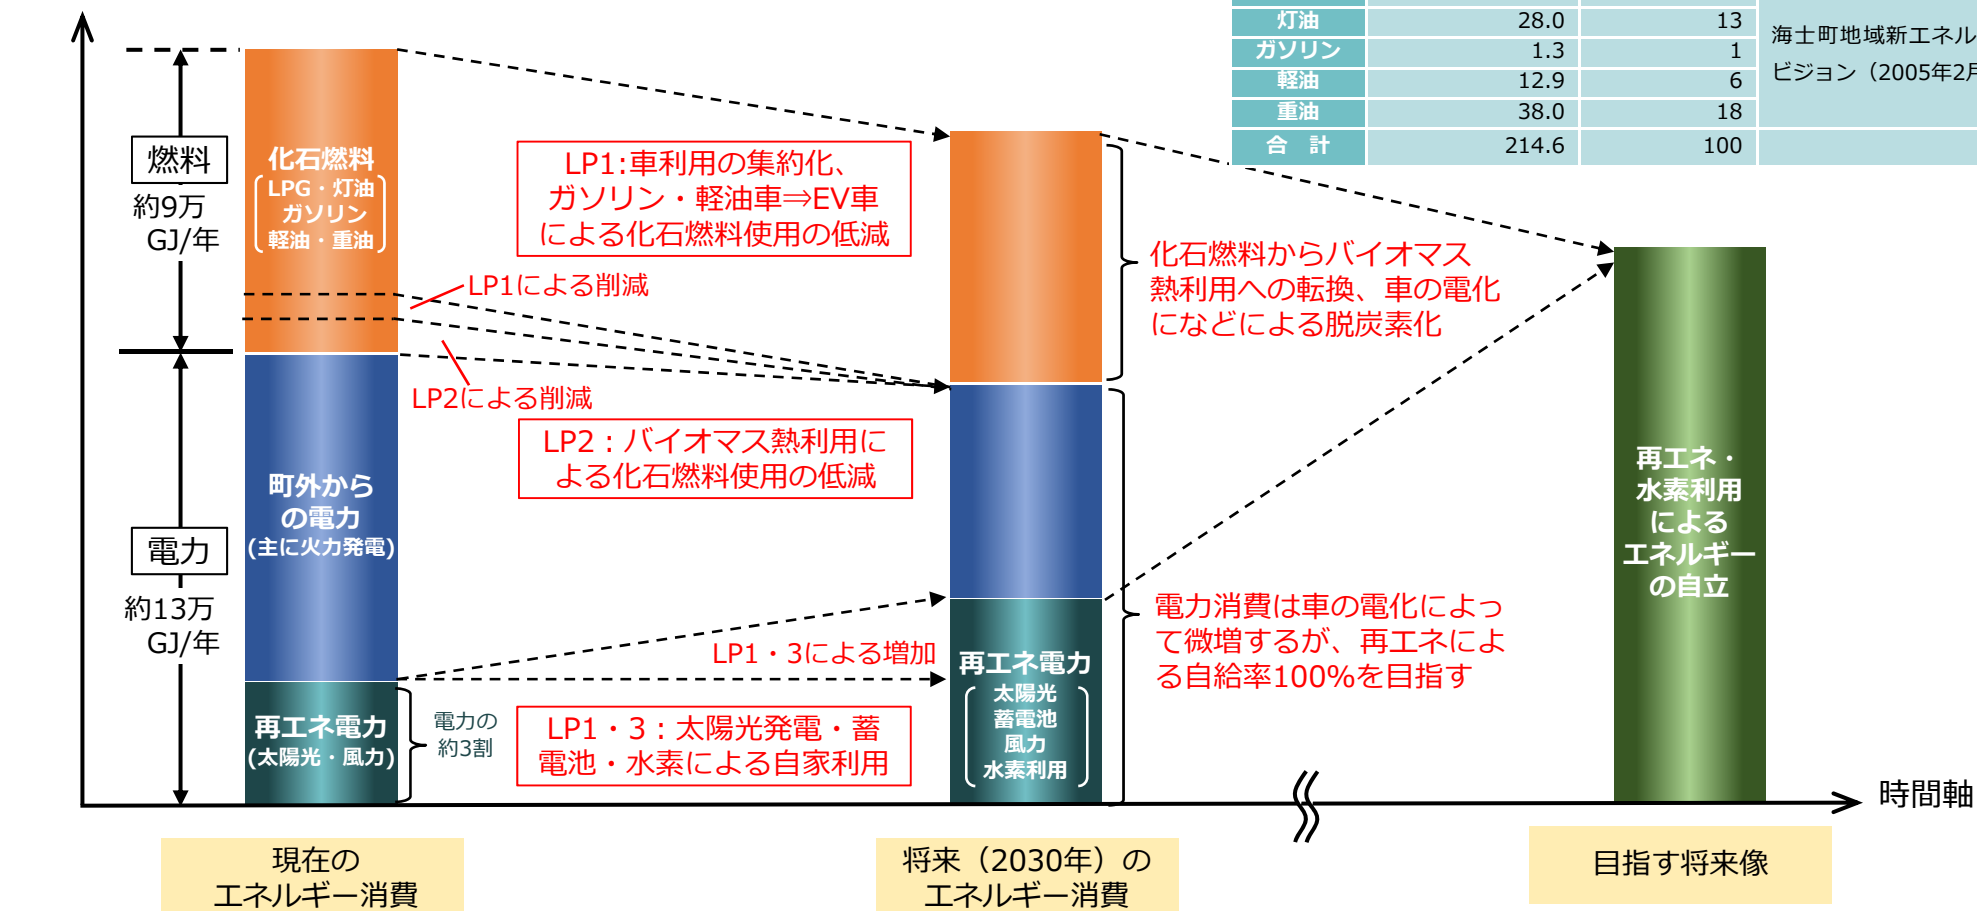 灯油 28.0 13
ガソリン 1.3 1
軽油 12.9 6
重油 38.0 18
合 計 214.6 100
海士町地域新エネル
ビジョン（2005年2月
燃料
約9万
GJ/年
化石燃料
LPG・灯油
ガソリン
軽油・重油
LP1:車利用の集約化、
ガソリン・軽油車⇒EV車
による化石燃料使用の低減
LP1による削減
LP2による削減
LP2：バイオマス熱利用に
よる化石燃料使用の低減
化石燃料からバイオマス
熱利用への転換、車の電化
になどによる脱炭素化
電力
約13万
GJ/年
町外から
の電力
(主に火力発電)
再エネ電力
(太陽光・風力)
電力の
約3割
LP1・3による増加
LP1・3：太陽光発電・蓄
電池・水素による自家利用
再エネ電力
太陽光
蓄電池
風力
水素利用
電力消費は車の電化によっ
て微増するが、再エネによ
る自給率100%を目指す
再エネ・
水素利用
による
エネルギー
の自立
時間軸
現在の
エネルギー消費
将来（2030年）の
エネルギー消費
目指す将来像